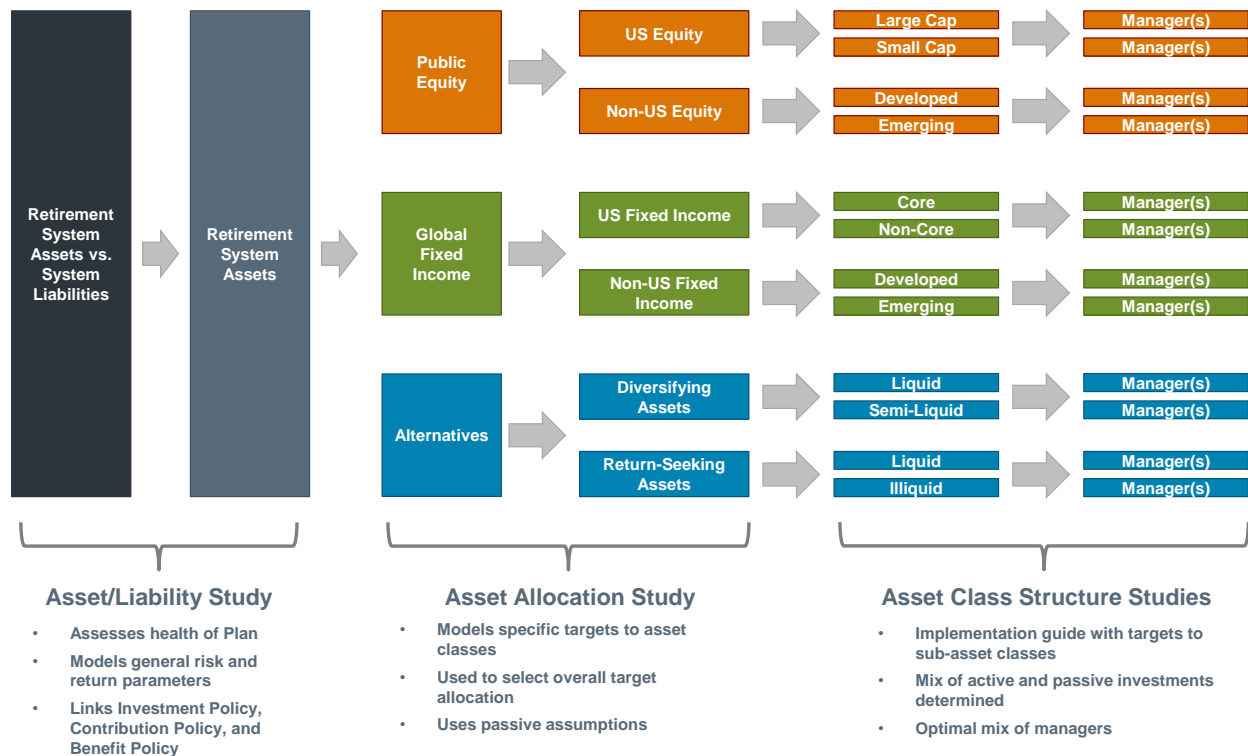 Retirement
System
Assets vs.
System
Liabilities
Retirement
System
Assets
Public
Equity
US Equity
Large Cap
Small Cap
Manager(s)
Manager(s)
Non-US Equity
Developed
Emerging
Manager(s)
Manager(s)
Global
Fixed
Income
US Fixed Income
Core
Non-Core
Manager(s)
Manager(s)
Non-US Fixed
Income
Developed
Emerging
Manager(s)
Manager(s)
Alternatives
Diversifying
Assets
Liquid
Semi-Liquid
Manager(s)
Manager(s)
Return-Seeking
Assets
Liquid
Illiquid
Manager(s)
Manager(s)
Asset/Liability Study
• Assesses health of Plan
• Models general risk and
return parameters
• Links Investment Policy,
Contribution Policy, and
Benefit Policy
Asset Allocation Study
• Models specific targets to asset
classes
• Used to select overall target
allocation
• Uses passive assumptions
Asset Class Structure Studies
• Implementation guide with targets to
sub-asset classes
• Mix of active and passive investments
determined
• Optimal mix of managers